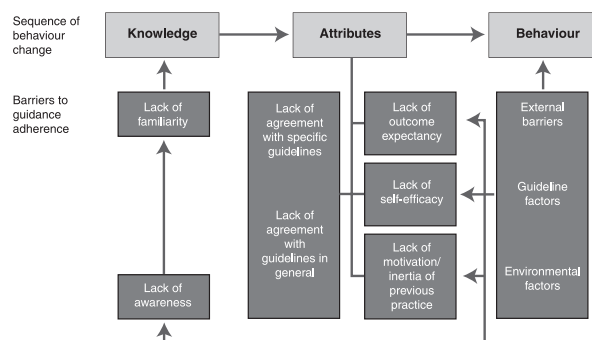 Sequence of
behaviour
change
Knowledge
Attributes
Behaviour
Barriers to
guidance
adherence
Lack of
familiarity
Lack of
awareness
Lack of
agreement
with specific
guidelines
Lack of
agreement
with
guidelines in
general
Lack of
outcome
expectancy
Lack of
self-efficacy
Lack of
motivation/
inertia of
previous
practice
External
barriers
Guideline
factors
Environmental
factors